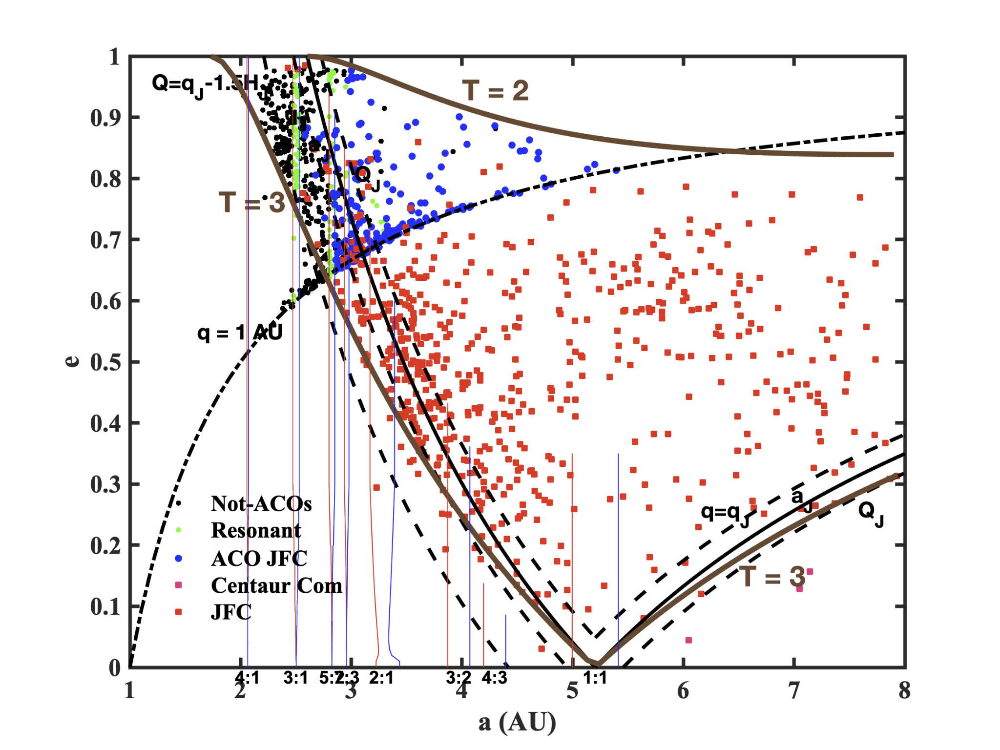 1
0.9
0.8
0.7
0.6
0.5
0.4
0.3
0.2
0.1
0
e
Q=qJ-1.5HJ
T = 2
qJ
aJ
QJ
T = 3
q = 1 AU
Not-ACOs
Resonant
ACO JFC
Centaur Com
JFC
q=qJ
aJ
QJ
T = 3
4:1
3:1
5:2
7:3
2:1
3:2
4:3
1:1
1
2
3
4
5
6
7
8
a (AU)